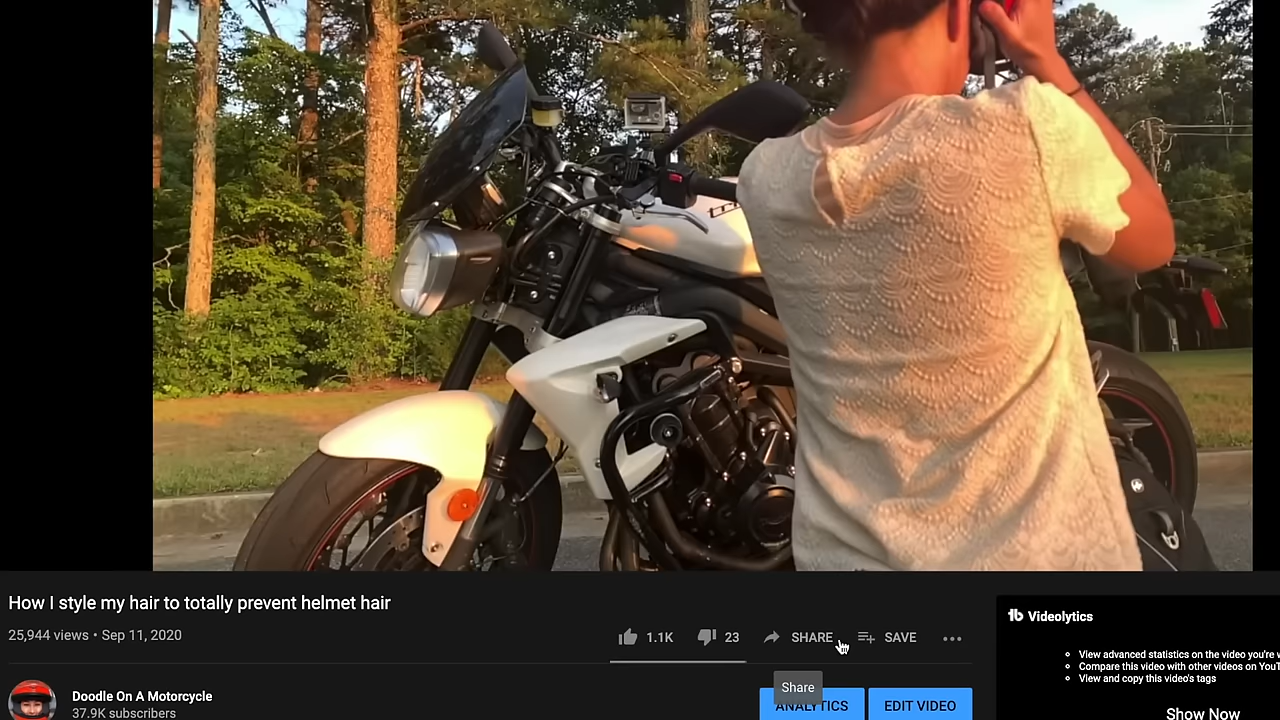 How I style my hair to totally prevent helmet hair
25,944 views • Sep 11, 2020
1.1K
23
SHARE
SAVE
Share
Doodle On A Motorcycle
37.9K subscribers
ANALYTICS
EDIT VIDEO
Videolytics
View advanced statistics on the video you're
Compare this video with other videos on
View and copy this video's tags
Show Now